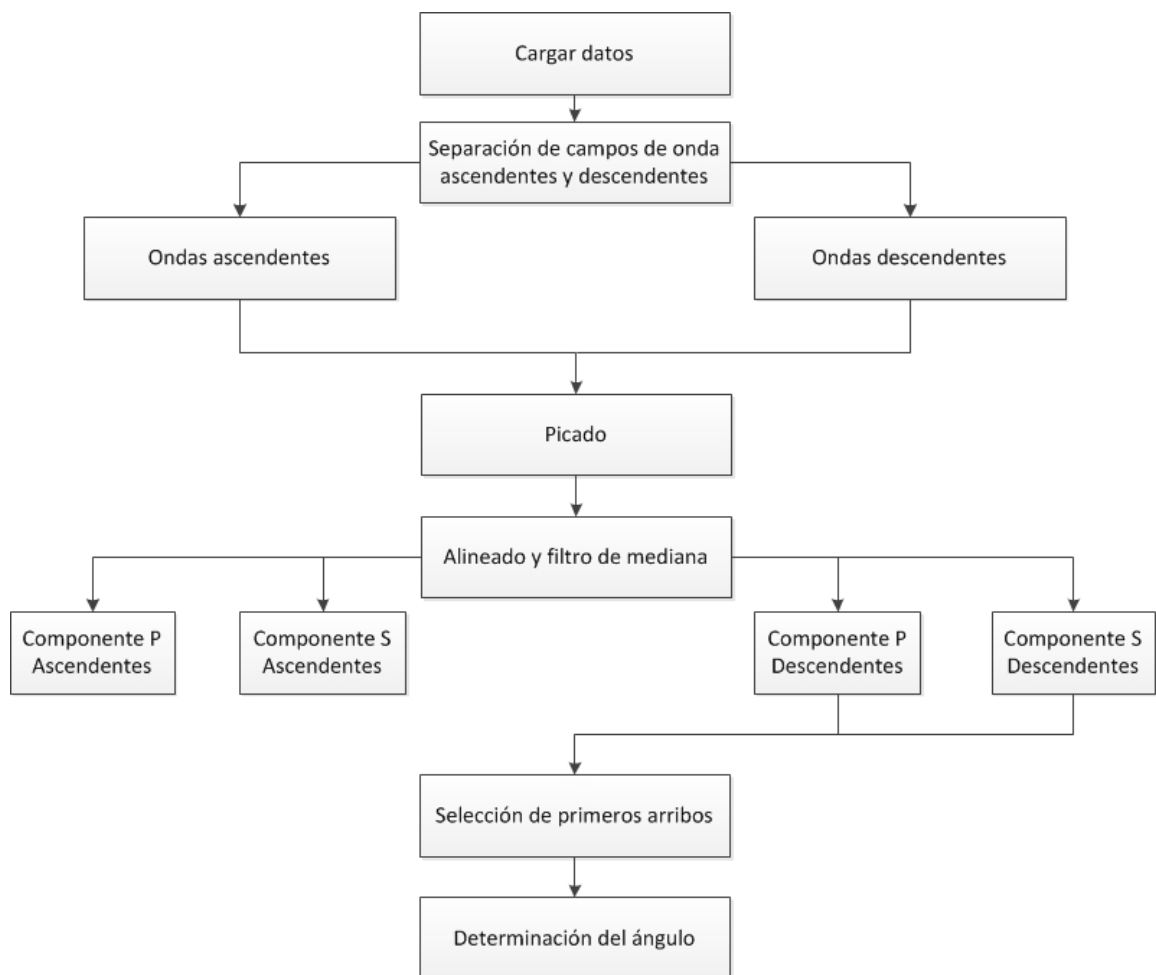 Cargar datos
Separación de campos de onda
ascendentes y descendentes
Ondas ascendentes
Ondas descendentes
Picado
Alineado y filtro de mediana
Componente P
Ascendentes
Componente S
Ascendentes
Componente P
Descendentes
Componente S
Descendentes
Selección de primeros arribos
Determinación del ángulo